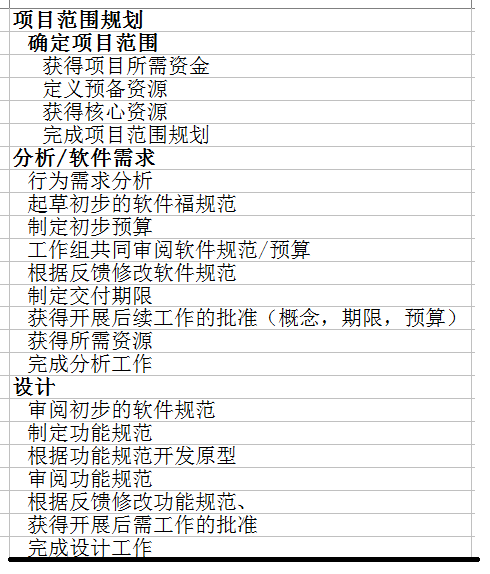 项目范围规划
确定项目范围
获得项目所需资金
定义预备资源
获得核心资源
完成项目范围规划
分析/软件需求
行为需求分析
起草初步的软件福规范
制定初步预算
工作组共同审阅软件规范/预算
根据反馈修改软件规范
制定交付期限
获得开展后续工作的批准（概念，期限，预算）
获得所需资源
完成分析工作
设计
审阅初步的软件规范
制定功能规范
根据功能规范开发原型
审阅功能规范
根据反馈修改功能规范、
获得开展后需工作的批准
完成设计工作